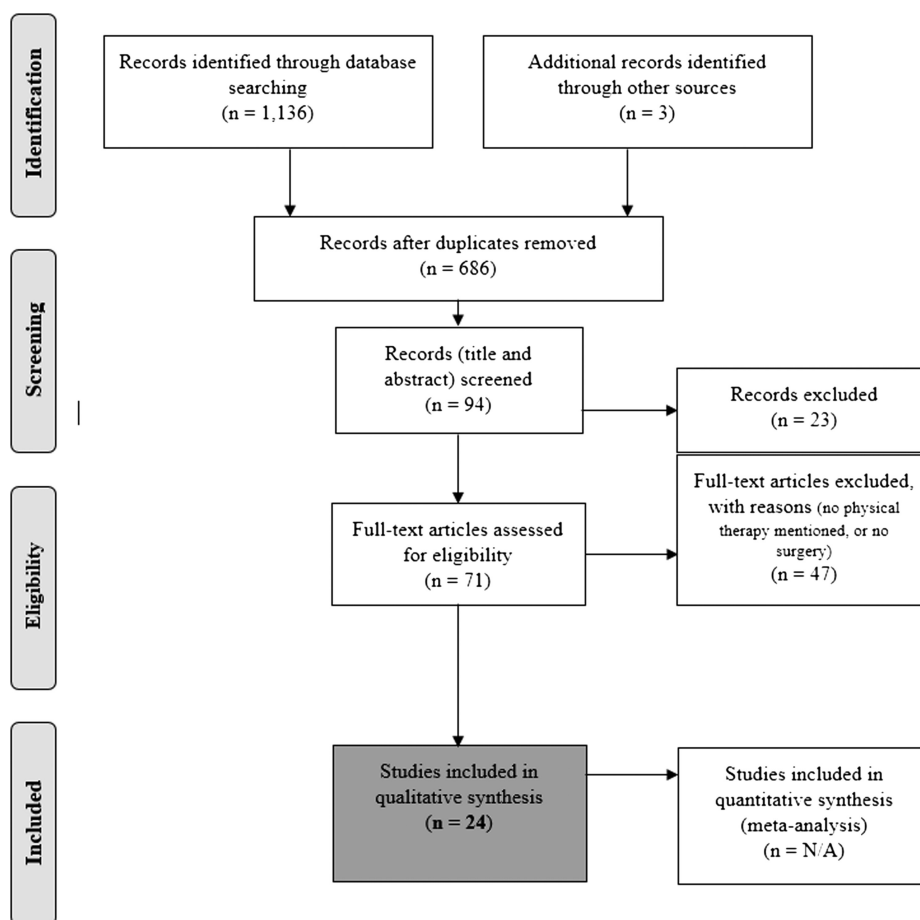 Identification
Records identified through database
searching
(n = 1,136)
Additional records identified
through other sources
(n = 3)
Records after duplicates removed
(n = 686)
Screening
Records (title and
abstract) screened
(n = 94)
Records excluded
(n = 23)
Eligibility
Full-text articles assessed
for eligibility
(n = 71)
Full-text articles excluded,
with reasons (no physical
therapy mentioned, or no
surgery)
(n = 47)
Included
Studies included in
qualitative synthesis
(n = 24)
Studies included in
quantitative synthesis
(meta-analysis)
(n = N/A)